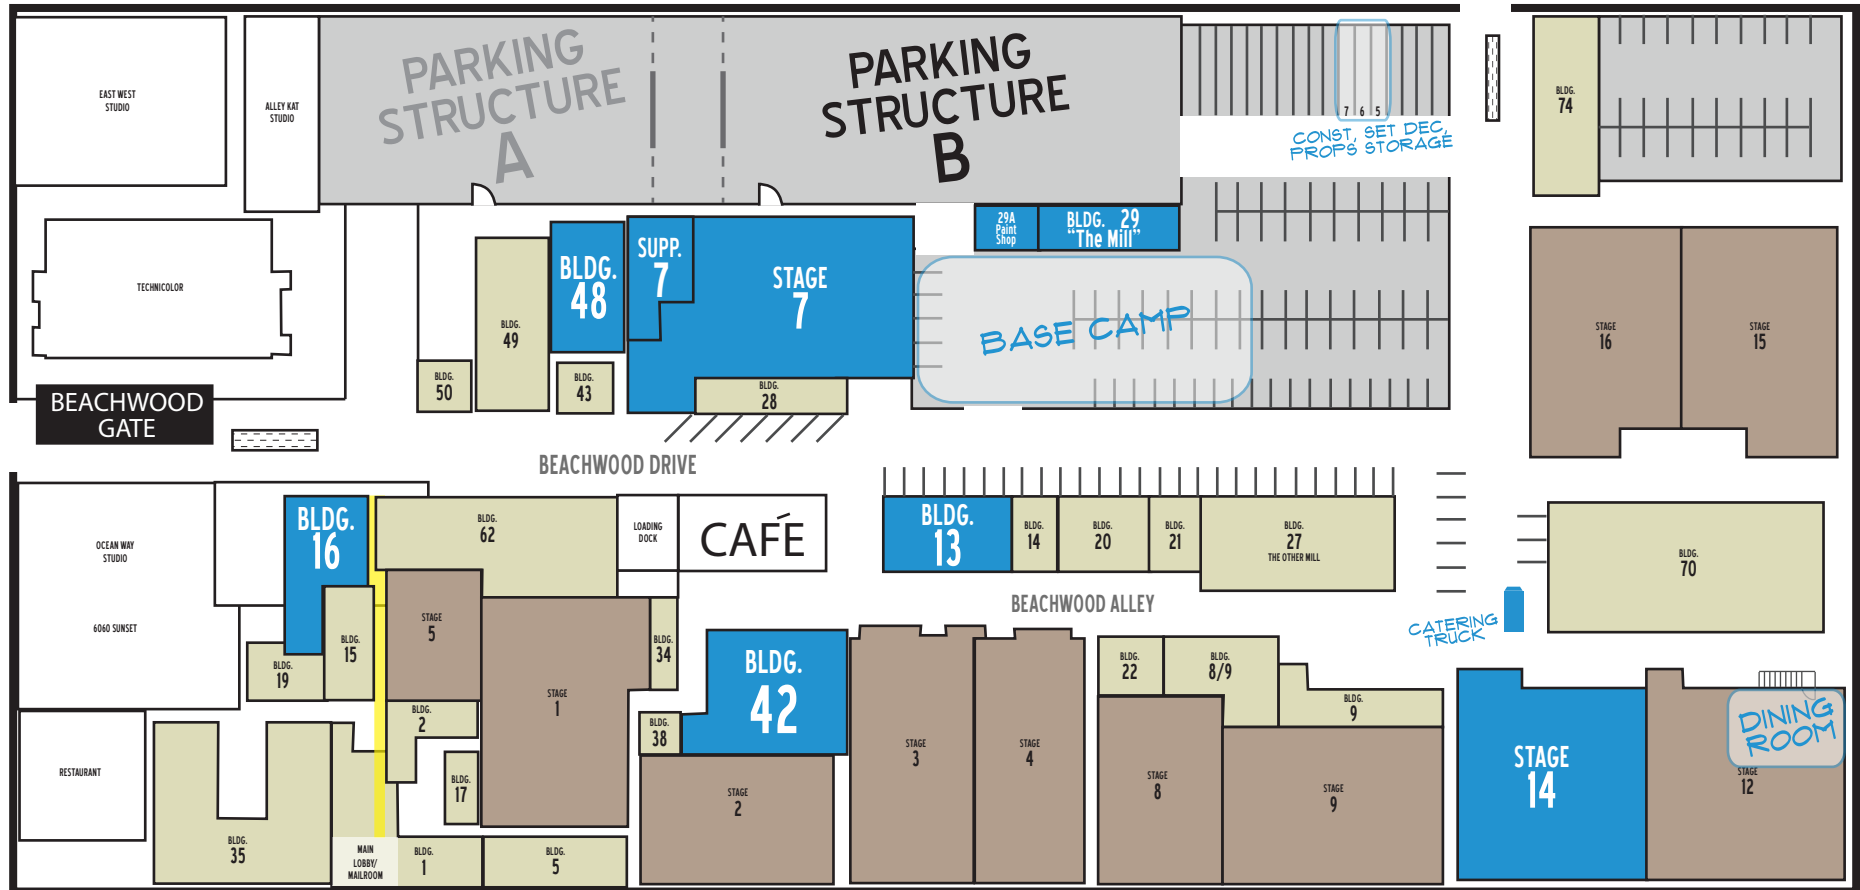 EAST WEST
STUDIO
ALLEY KAT
STUDIO
PARKING
STRUCTURE
A
PARKING
STRUCTURE
B
7 6 5
CONST, SET DEC,
PROPS STORAGE
BLDG.
74
TECHNICOLOR
BLDG.
50
BLDG.
49
BLDG.
48
BLDG.
43
SUPP.
7
STAGE
7
BLDG.
28
29A
Paint
Shop
BLDG. 29
"The Mill"
BASE CAMP
STAGE
16
STAGE
15
BEACHWOOD
GATE
BEACHWOOD DRIVE
OCEAN WAY
STUDIO
6060 SUNSET
BLDG.
16
BLDG.
62
LOADING
DOCK
CAFÉ
BLDG.
13
BLDG.
14
BLDG.
20
BLDG.
21
BLDG.
27
THE OTHER MILL
BLDG.
70
BEACHWOOD ALLEY
CATERING
TRUCK
BLDG.
19
BLDG.
15
STAGE
5
STAGE
1
BLDG.
34
BLDG.
42
BLDG.
38
BLDG.
2
BLDG.
17
STAGE
2
STAGE
3
STAGE
4
BLDG.
22
BLDG.
8/9
BLDG.
9
STAGE
8
STAGE
9
STAGE
14
DINING
ROOM
STAGE
12
RESTAURANT
BLDG.
35
MAIN
LOBBY/
MAILROOM
BLDG.
1
BLDG.
5